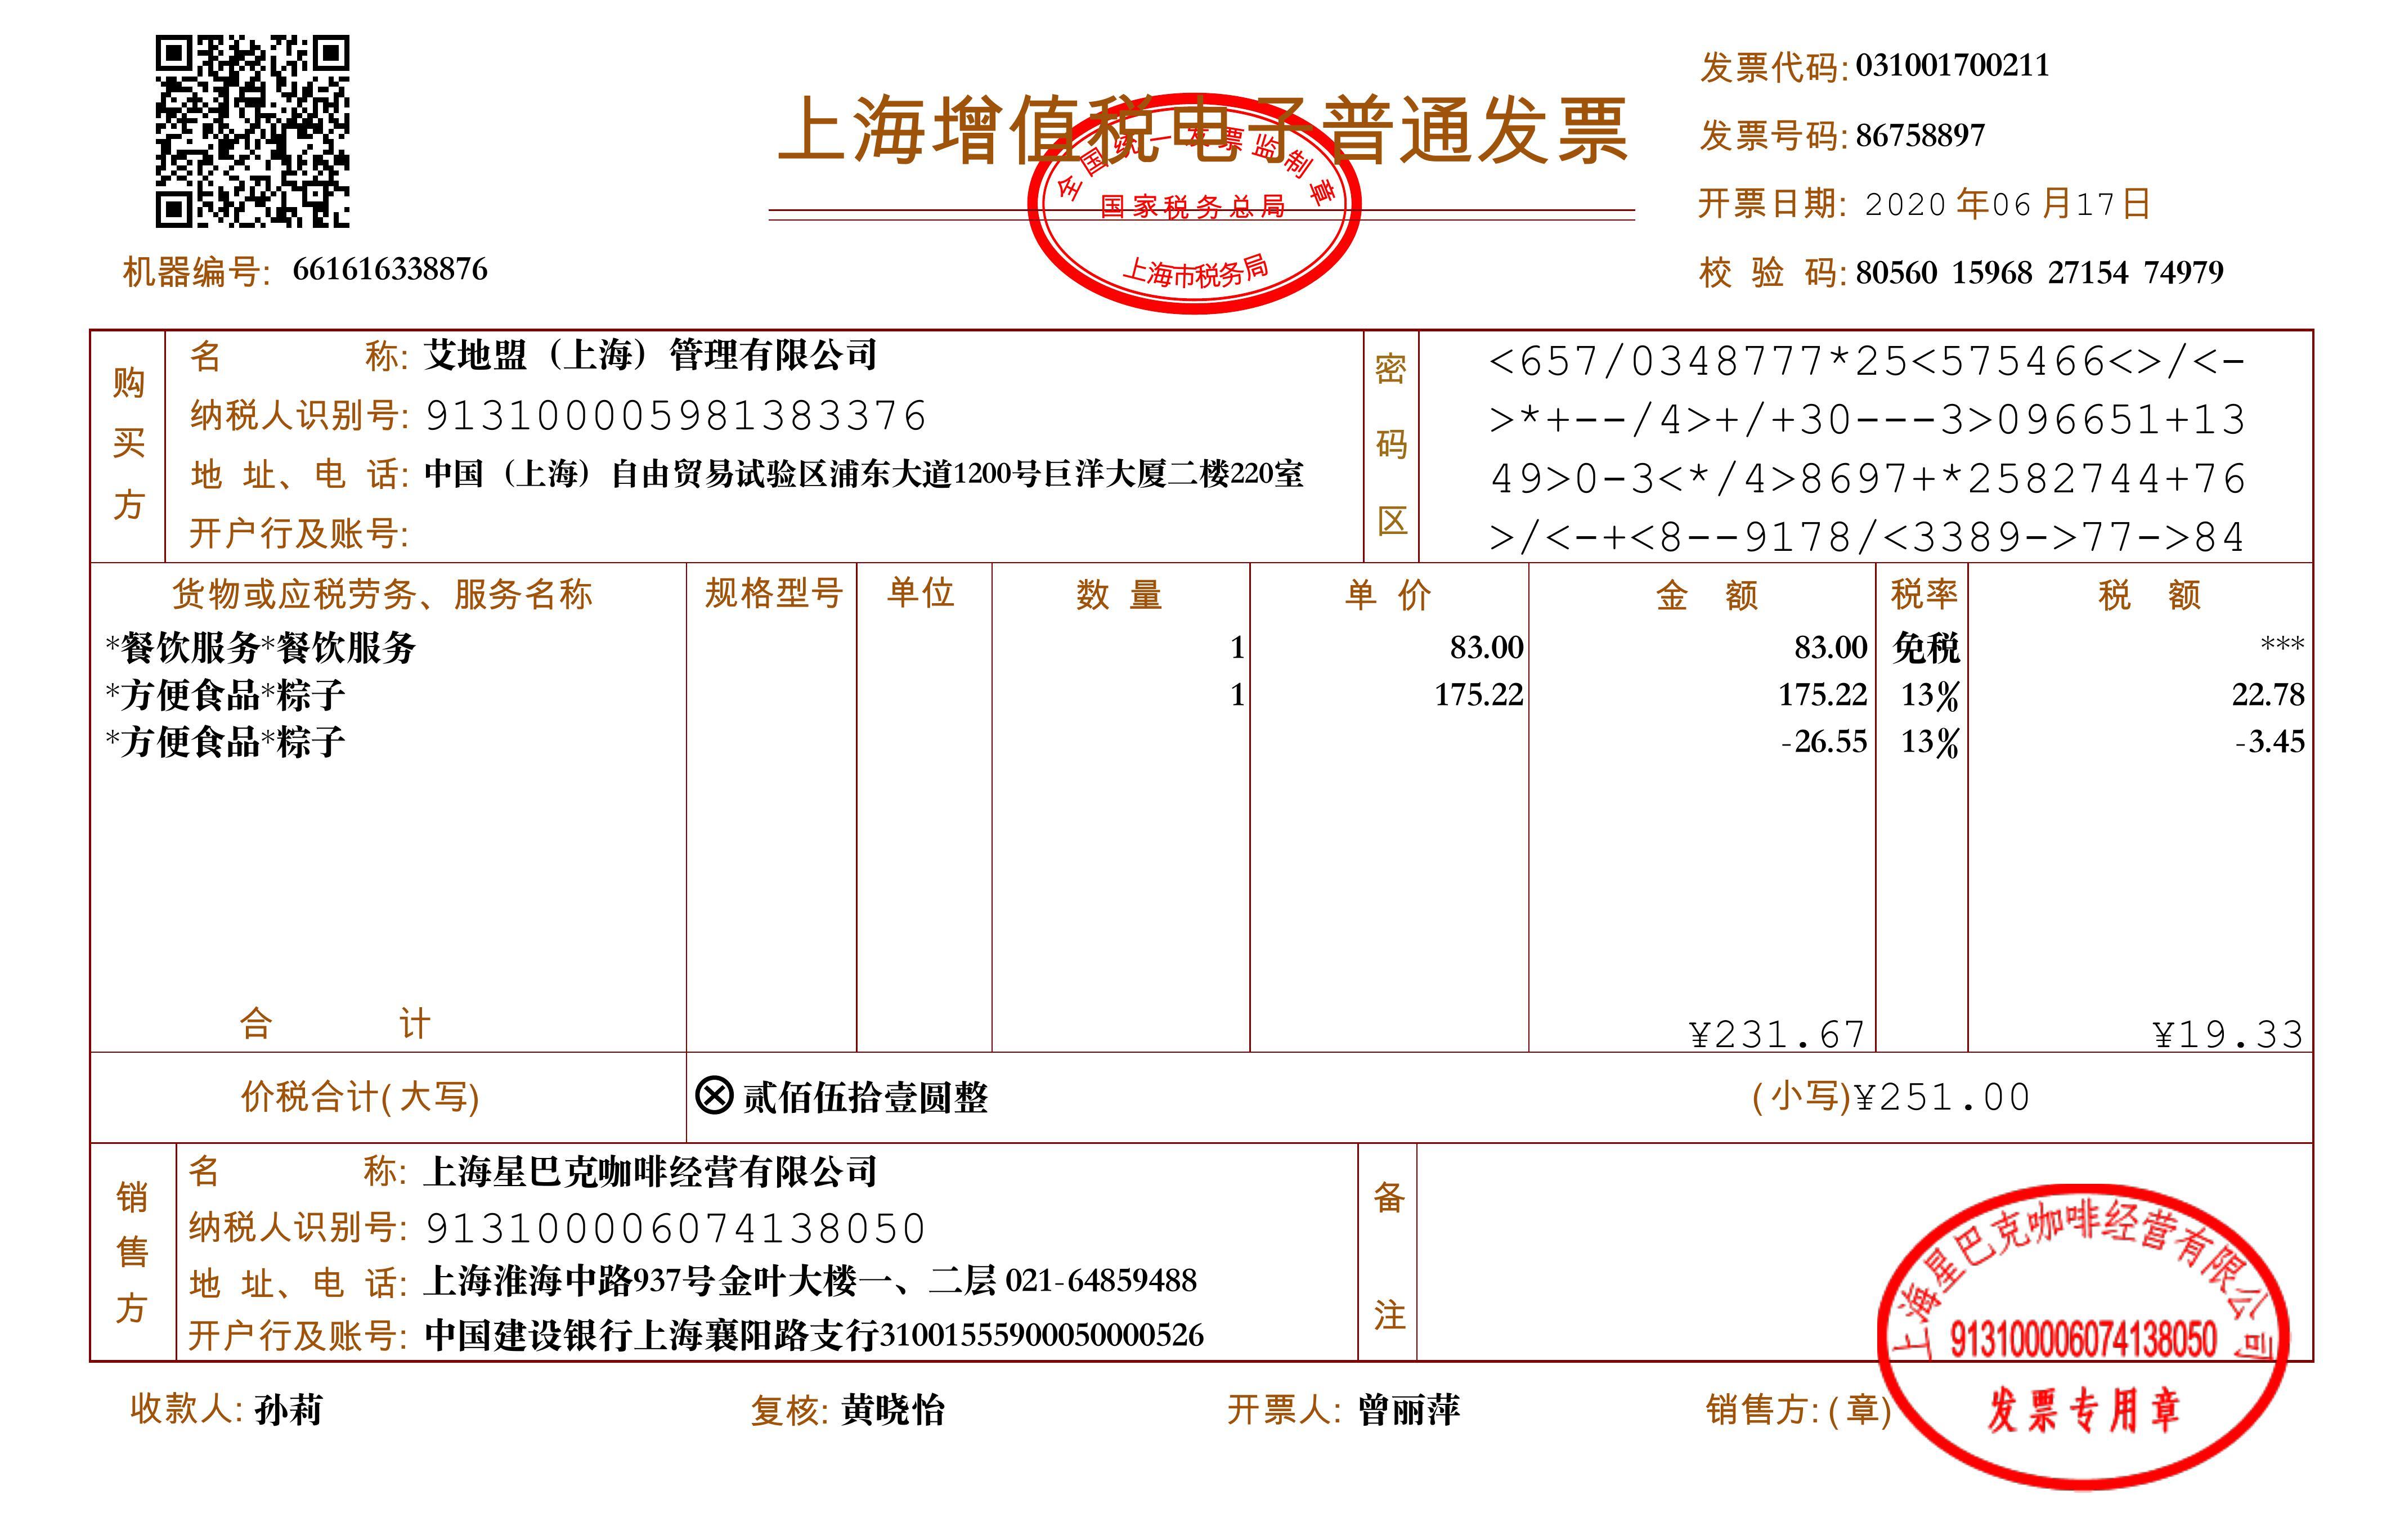 上海增值税电子普通发票
全国统一发票监制章
国家税务总局
上海市税务局
发票代码: 031001700211
发票号码: 86758897
开票日期: 2020 年06 月17日
机器编号: 661616338876
校 验 码: 80560 15968 27154 74979
购买方
名 称: 艾地盟（上海）管理有限公司
纳税人识别号: 913100005981383376
地 址、电 话: 中国（上海）自由贸易试验区浦东大道1200号巨洋大厦二楼220室
开户行及账号:
密码区
<657/0348777*25<575466<>/<-
>*+--/4>+/+30---3>096651+13
49>0-3<*/4>8697+*2582744+76
>/<-+<8--9178/<3389->77->84
货物或应税劳务、服务名称 规格型号 单位 数 量 单 价 金 额 税率 税 额
*餐饮服务*餐饮服务 1 83.00 83.00 免税 ***
*方便食品*粽子 1 175.22 175.22 13% 22.78
*方便食品*粽子 -26.55 13% -3.45
合 计 ¥231.67 ¥19.33
价税合计(大写) ⊗贰佰伍拾壹圆整 (小写)¥251.00
销售方
名 称: 上海星巴克咖啡经营有限公司
纳税人识别号: 913100006074138050
地 址、电 话: 上海淮海中路937号金叶大楼一、二层 021-64859488
开户行及账号: 中国建设银行上海襄阳路支行31001555900050000526
备注
上海星巴克咖啡经营有限公司
913100006074138050
发票专用章
收款人: 孙莉 复核: 黄晓怡 开票人: 曾丽萍 销售方:(章)